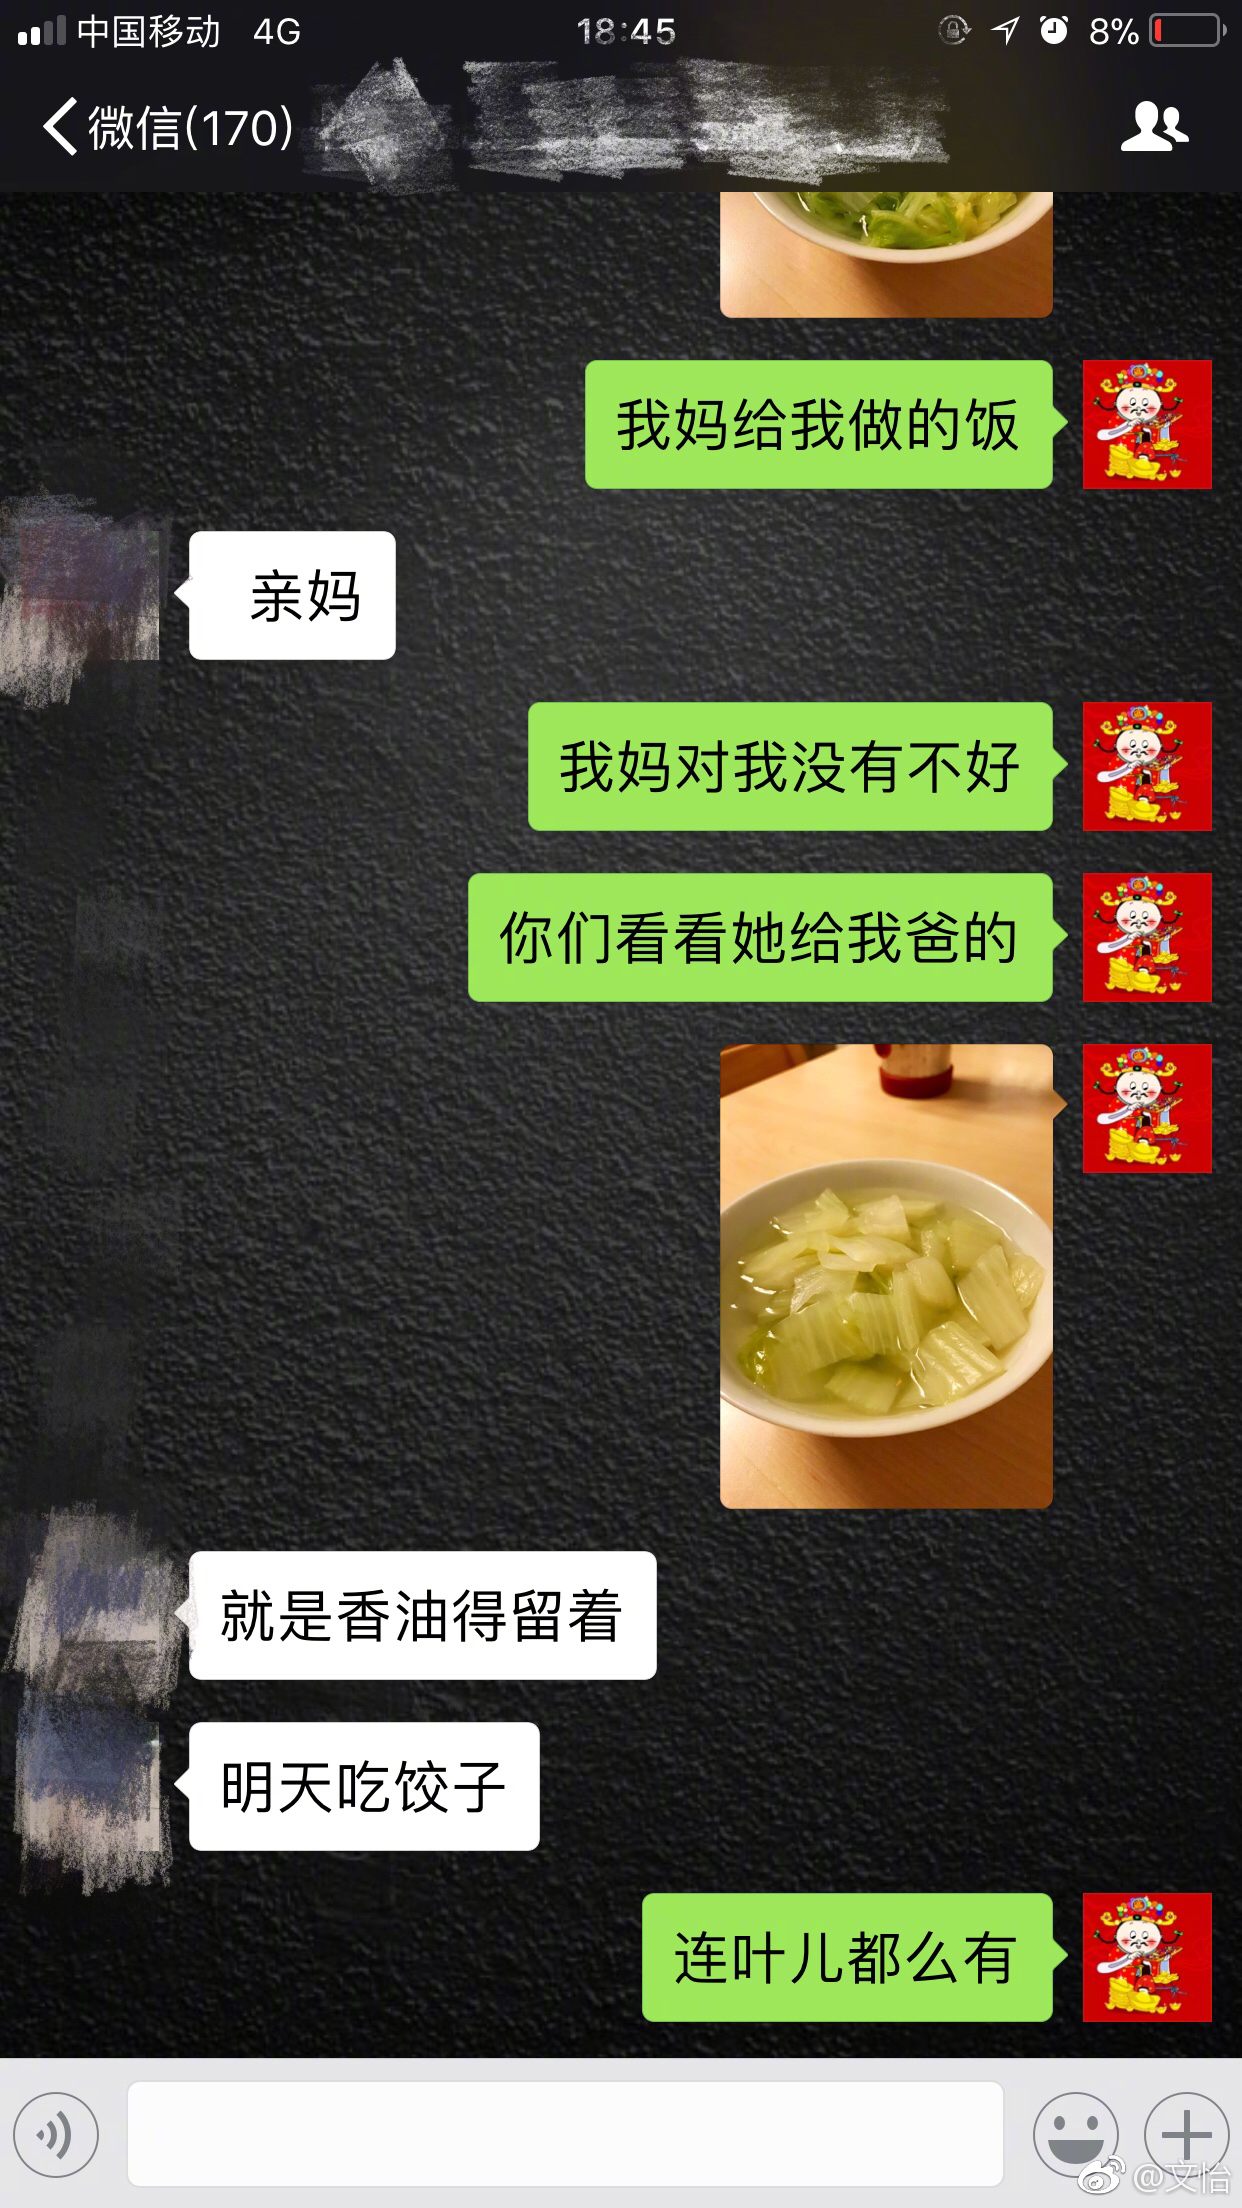 中国移动 4G 18:45 8%
微信(170)
我妈给我做的饭
亲妈
我妈对我没有不好
你们看看她给我爸的
就是香油得留着
明天吃饺子
连叶儿都么有
@文怡